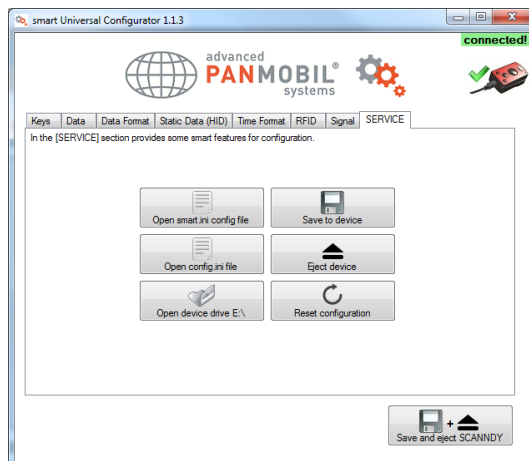 smart Universal Configurator 1.1.3
connected!
advanced
PANMOBIL®
systems
Keys Data Data Format Static Data (HID) Time Format RFID Signal SERVICE
In the [SERVICE] section provides some smart features for configuration.
Open smart.ini config file Save to device
Open config.ini file Eject device
Open device drive E:\ Reset configuration
+
Save and eject SCANNDY